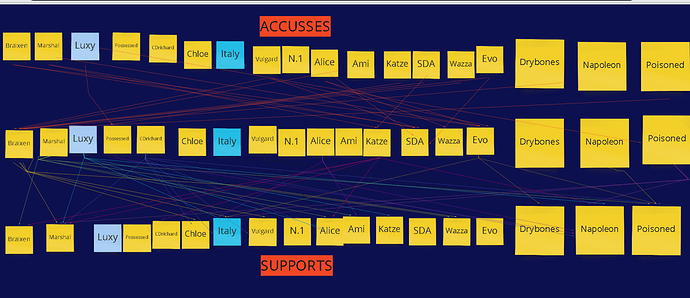 ACCUSSES
Braixen Marshal Luxy Possessed CDrichard Chloe Italy Vulgard N.1 Alice Ami Katze SDA Wazza Evo Drybones Napoleon Poisoned
Braixen Marshal Luxy Possessed CDrichard Chloe Italy Vulgard N.1 Alice Ami Katze SDA Wazza Evo Drybones Napoleon Poisoned
Braixen Marshal Luxy Possessed CDrichard Chloe Italy Vulgard N.1 Alice Ami Katze SDA Wazza Evo Drybones Napoleon Poisoned
SUPPORTS